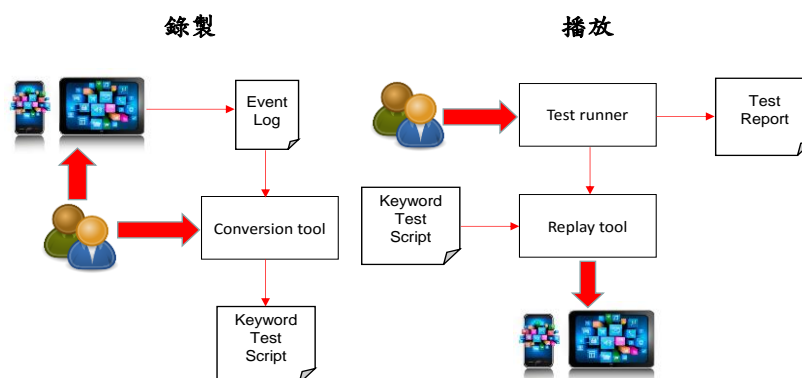 錄製
Event
Log
Conversion tool
Keyword
Test
Script
播放
Test runner
Test
Report
Keyword
Test
Script
Replay tool